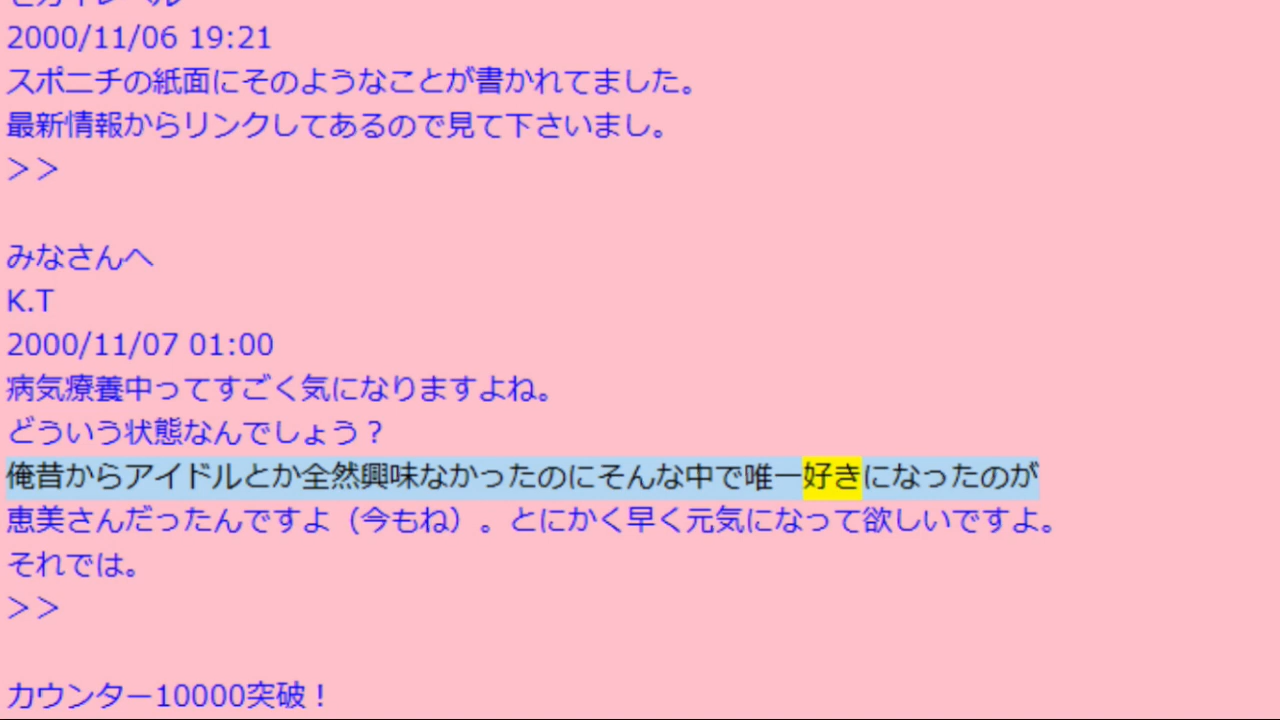 2000/11/06 19:21
スポニチの紙面にそのようなことが書かれてました。
最新情報からリンクしてあるので見て下さいまし。
＞＞
みなさんへ
K.T
2000/11/07 01:00
病気療養中ってすごく気になりますよね。
どういう状態なんでしょう？
俺昔からアイドルとか全然興味なかったのにそんな中で唯一好きになったのが
恵美さんだったんですよ（今もね）。とにかく早く元気になって欲しいですよ。
それでは。
＞＞
カウンター10000突破！